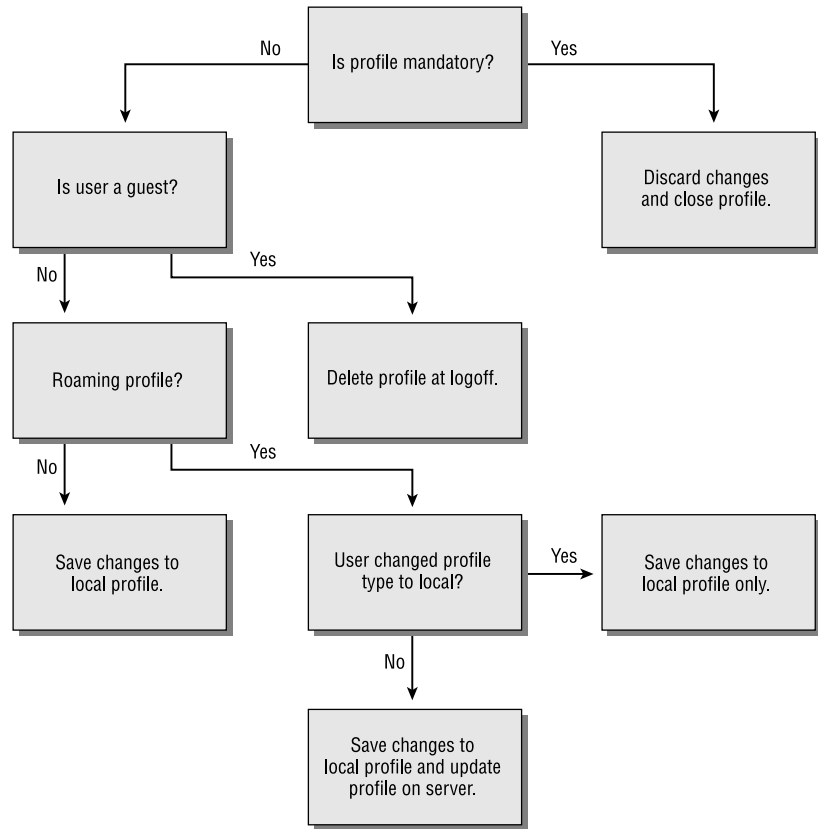 No
Is profile mandatory?
Yes
Is user a guest?
Discard changes
and close profile.
No
Yes
Roaming profile?
Delete profile at logoff.
No
Yes
Save changes to
local profile.
User changed profile
type to local?
Yes
Save changes to
local profile only.
No
Save changes to
local profile and update
profile on server.